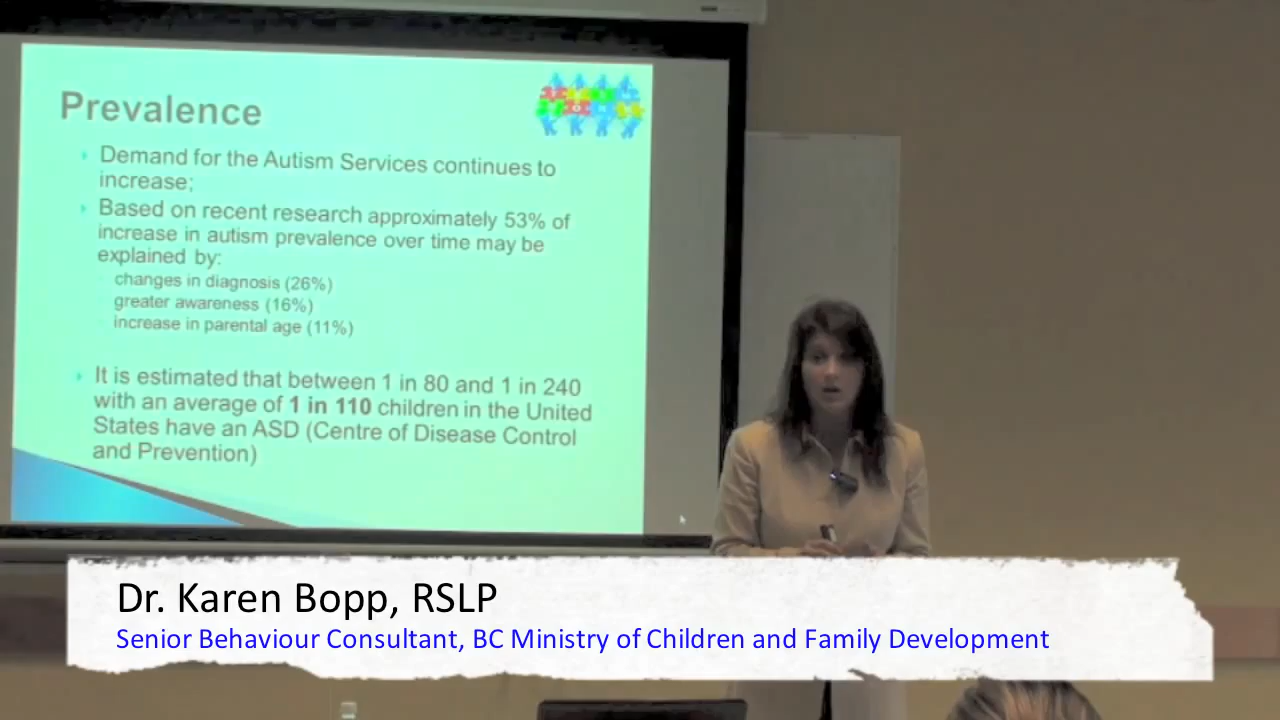 Prevalence
Demand for the Autism Services continues to
increase;
Based on recent research approximately 53% of
increase in autism prevalence over time may be
explained by:
changes in diagnosis (26%)
greater awareness (16%)
increase in parental age (11%)
It is estimated that between 1 in 80 and 1 in 240
with an average of 1 in 110 children in the United
States have an ASD (Centre of Disease Control
and Prevention)
Dr. Karen Bopp, RSLP
Senior Behaviour Consultant, BC Ministry of Children and Family Development